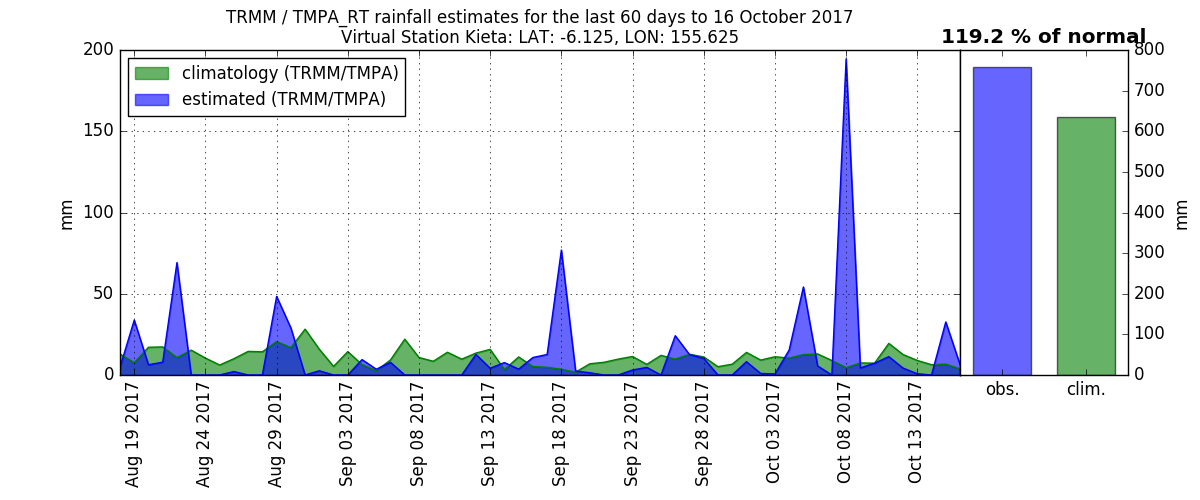 TRMM / TMPA_RT rainfall estimates for the last 60 days to 16 October 2017
Virtual Station Kieta: LAT: -6.125, LON: 155.625
119.2 % of normal
climatology (TRMM/TMPA)
estimated (TRMM/TMPA)
200
150
100
50
0
mm
Aug 19 2017
Aug 24 2017
Aug 29 2017
Sep 03 2017
Sep 08 2017
Sep 13 2017
Sep 18 2017
Sep 23 2017
Sep 28 2017
Oct 03 2017
Oct 08 2017
Oct 13 2017
obs.
clim.
800
700
600
500
400
300
200
100
0
mm